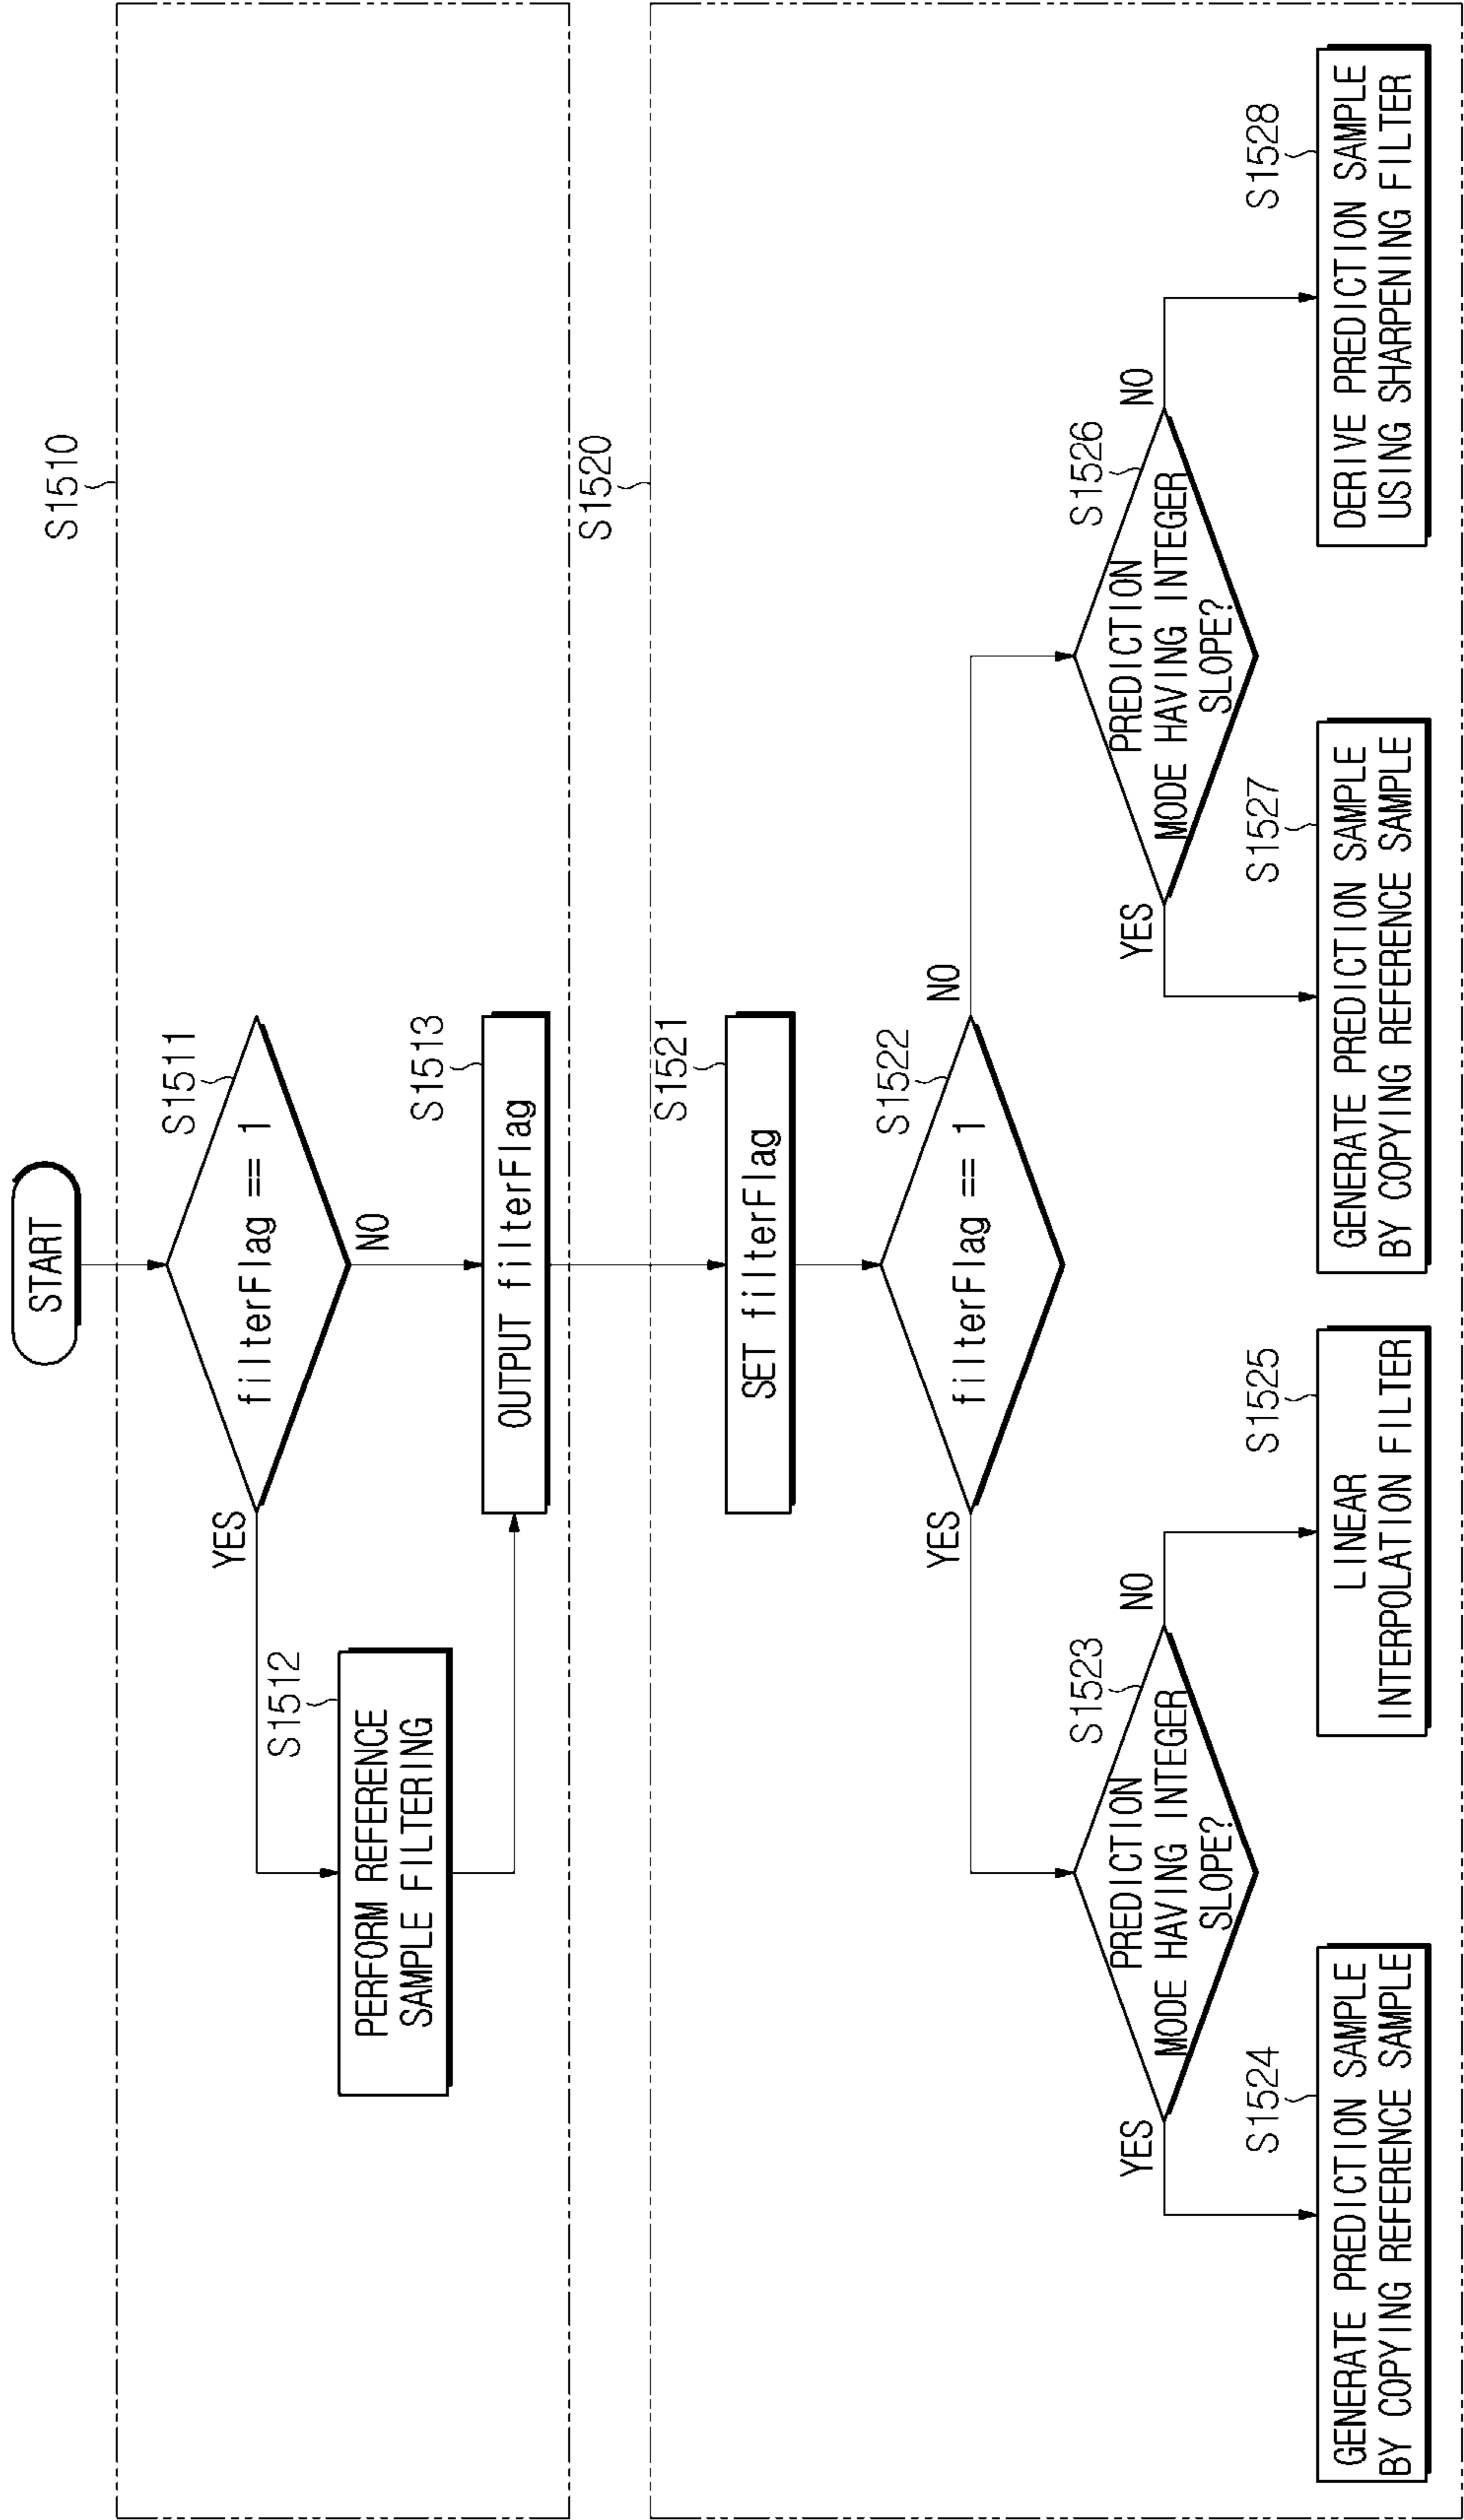 START
S1510
S1511
filterFlag == 1
YES
NO
S1512
PERFORM REFERENCE
SAMPLE FILTERING
S1513
OUTPUT filterFlag
S1520
S1521
SET filterFlag
S1522
filterFlag == 1
YES
NO
S1523
PREDICTION
MODE HAVING INTEGER
SLOPE?
YES
NO
S1524
GENERATE PREDICTION SAMPLE
BY COPYING REFERENCE SAMPLE
S1525
LINEAR
INTERPOLATION FILTER
S1526
PREDICTION
MODE HAVING INTEGER
SLOPE?
YES
NO
S1527
GENERATE PREDICTION SAMPLE
BY COPYING REFERENCE SAMPLE
S1528
DERIVE PREDICTION SAMPLE
USING SHARPENING FILTER